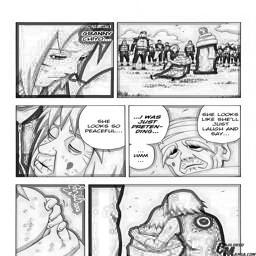 GRANNY
CHIYO...
SHE
LOOKS SO
PEACEFUL...
...I WAS
JUST
PRETEN-
DING...
...
HMM
SHE LOOKS
LIKE SHE'LL
JUST
LAUGH AND
SAY...